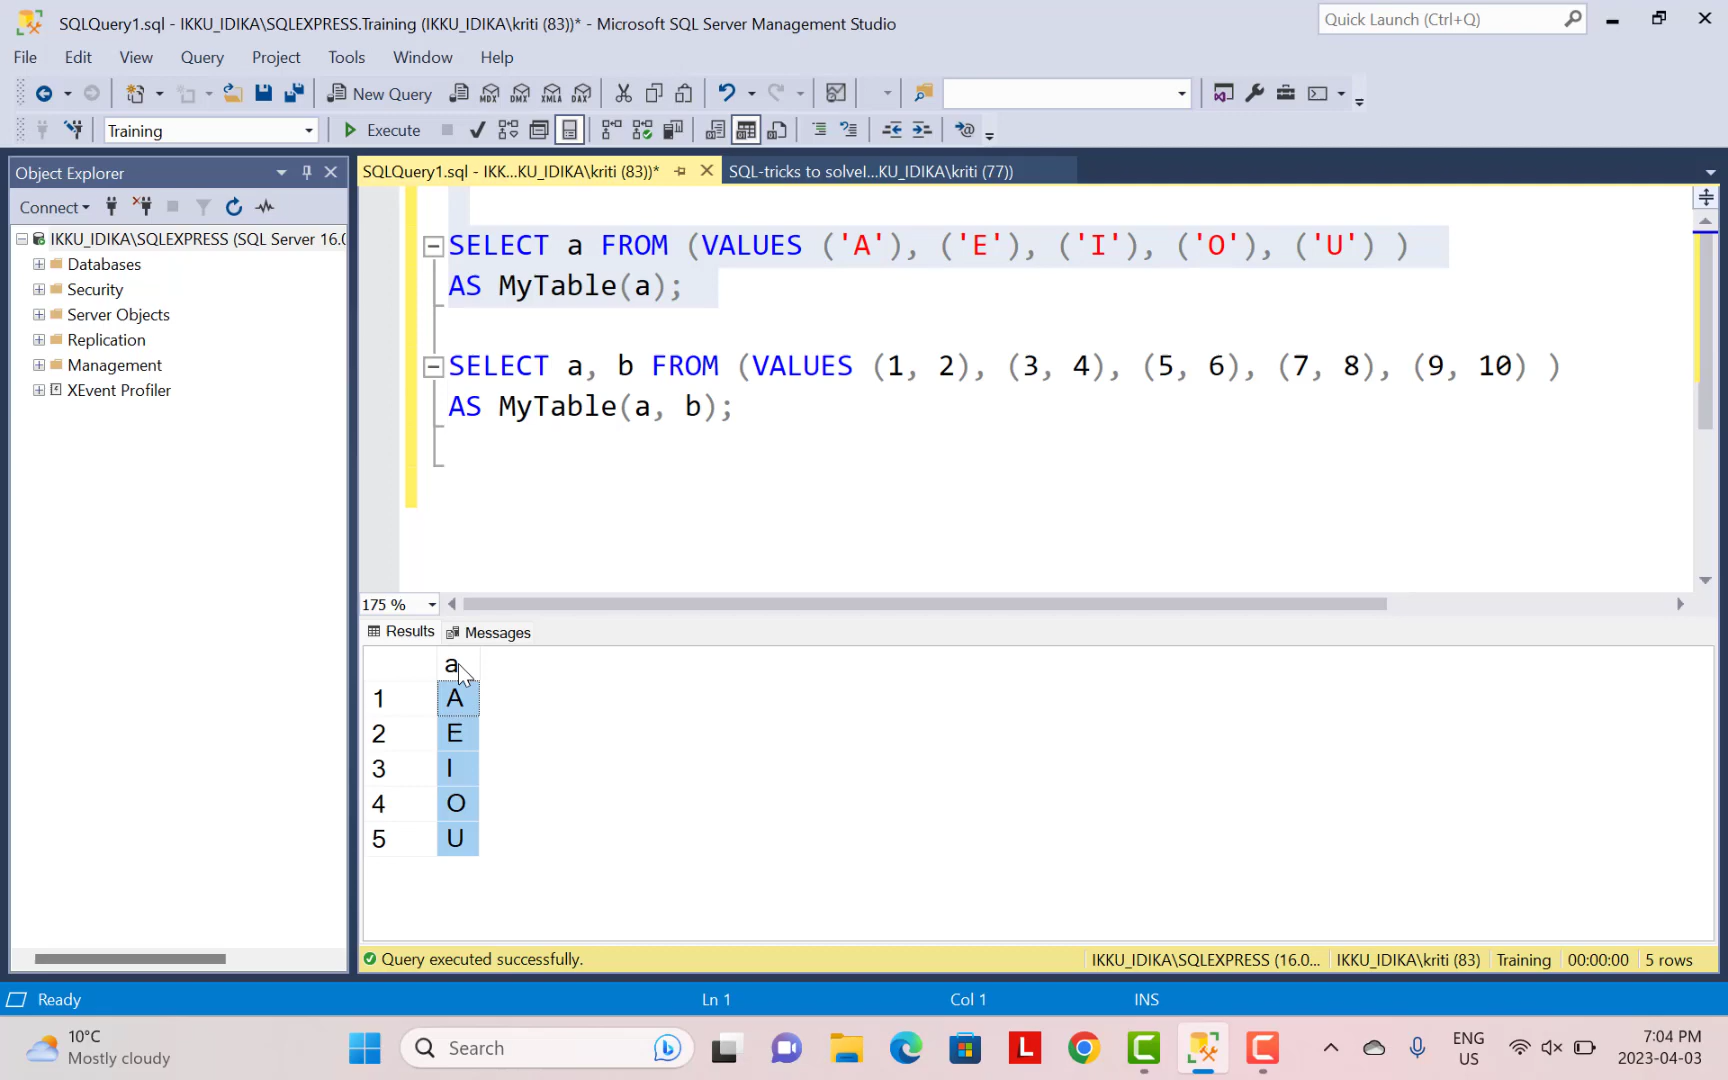 SQLQuery1.sql - IKKU_IDIKA\SQLEXPRESS.Training (IKKU_IDIKA\kriti (83))* - Microsoft SQL Server Management Studio
Quick Launch (Ctrl+Q)
File Edit View Query Project Tools Window Help
New Query
MDX DMX XMLA DAX
Training
Execute
Object Explorer
SQLQuery1.sql - IKK...KU_IDIKA\kriti (83))*
SQL-tricks to solvel...KU_IDIKA\kriti (77))
Connect
IKKU_IDIKA\SQLEXPRESS (SQL Server 16.0
Databases
Security
Server Objects
Replication
Management
XEvent Profiler
SELECT a FROM (VALUES ('A'), ('E'), ('I'), ('O'), ('U') )
AS MyTable(a);
SELECT a, b FROM (VALUES (1, 2), (3, 4), (5, 6), (7, 8), (9, 10) )
AS MyTable(a, b);
175 %
Results Messages
a
1 A
2 E
3 I
4 O
5 U
Query executed successfully.
IKKU_IDIKA\SQLEXPRESS (16.0... IKKU_IDIKA\kriti (83) Training 00:00:00 5 rows
Ready
Ln 1
Col 1
INS
10°C
Mostly cloudy
Search
L
ENG
US
7:04 PM
2023-04-03